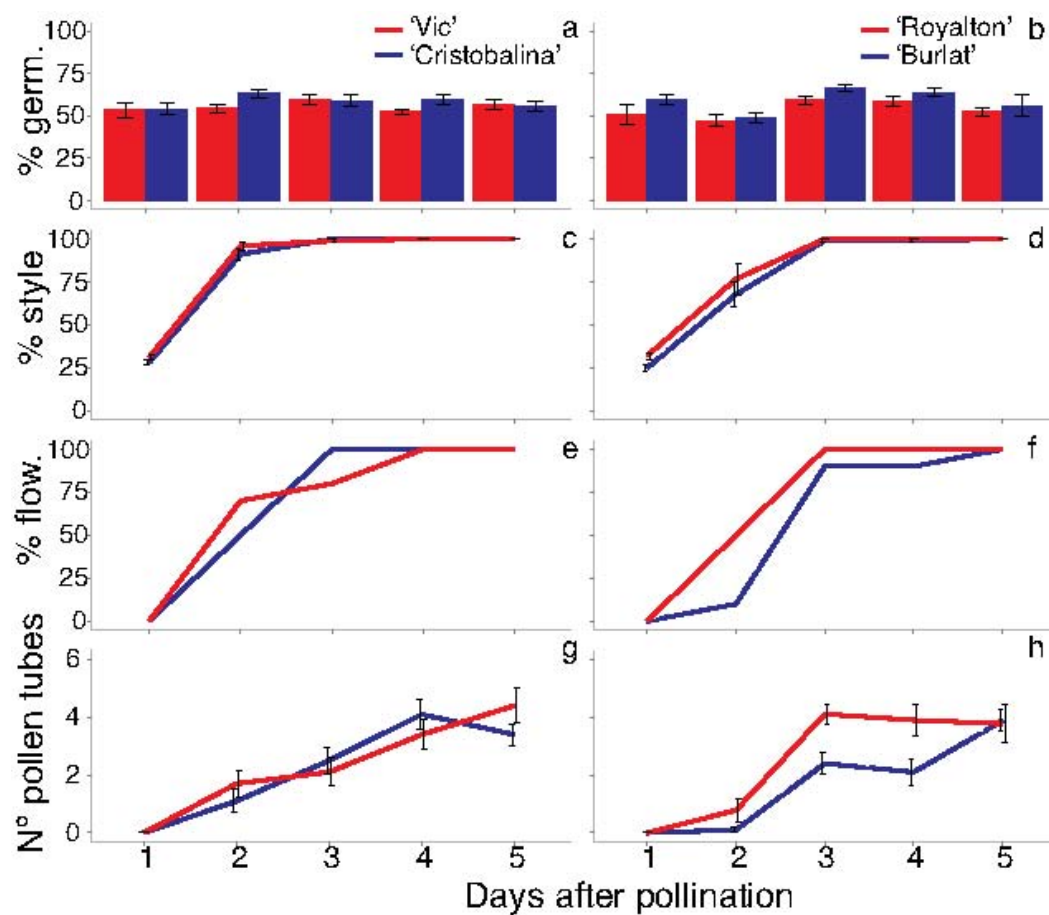 % germ.
100
75
50
25
0
a
'Vic'
'Cristobalina'
b
'Royalton'
'Burlat'
% style
100
75
50
25
0
c
d
% flow.
100
75
50
25
0
e
f
N° pollen tubes
6
4
2
0
g
h
1 2 3 4 5
1 2 3 4 5
Days after pollination